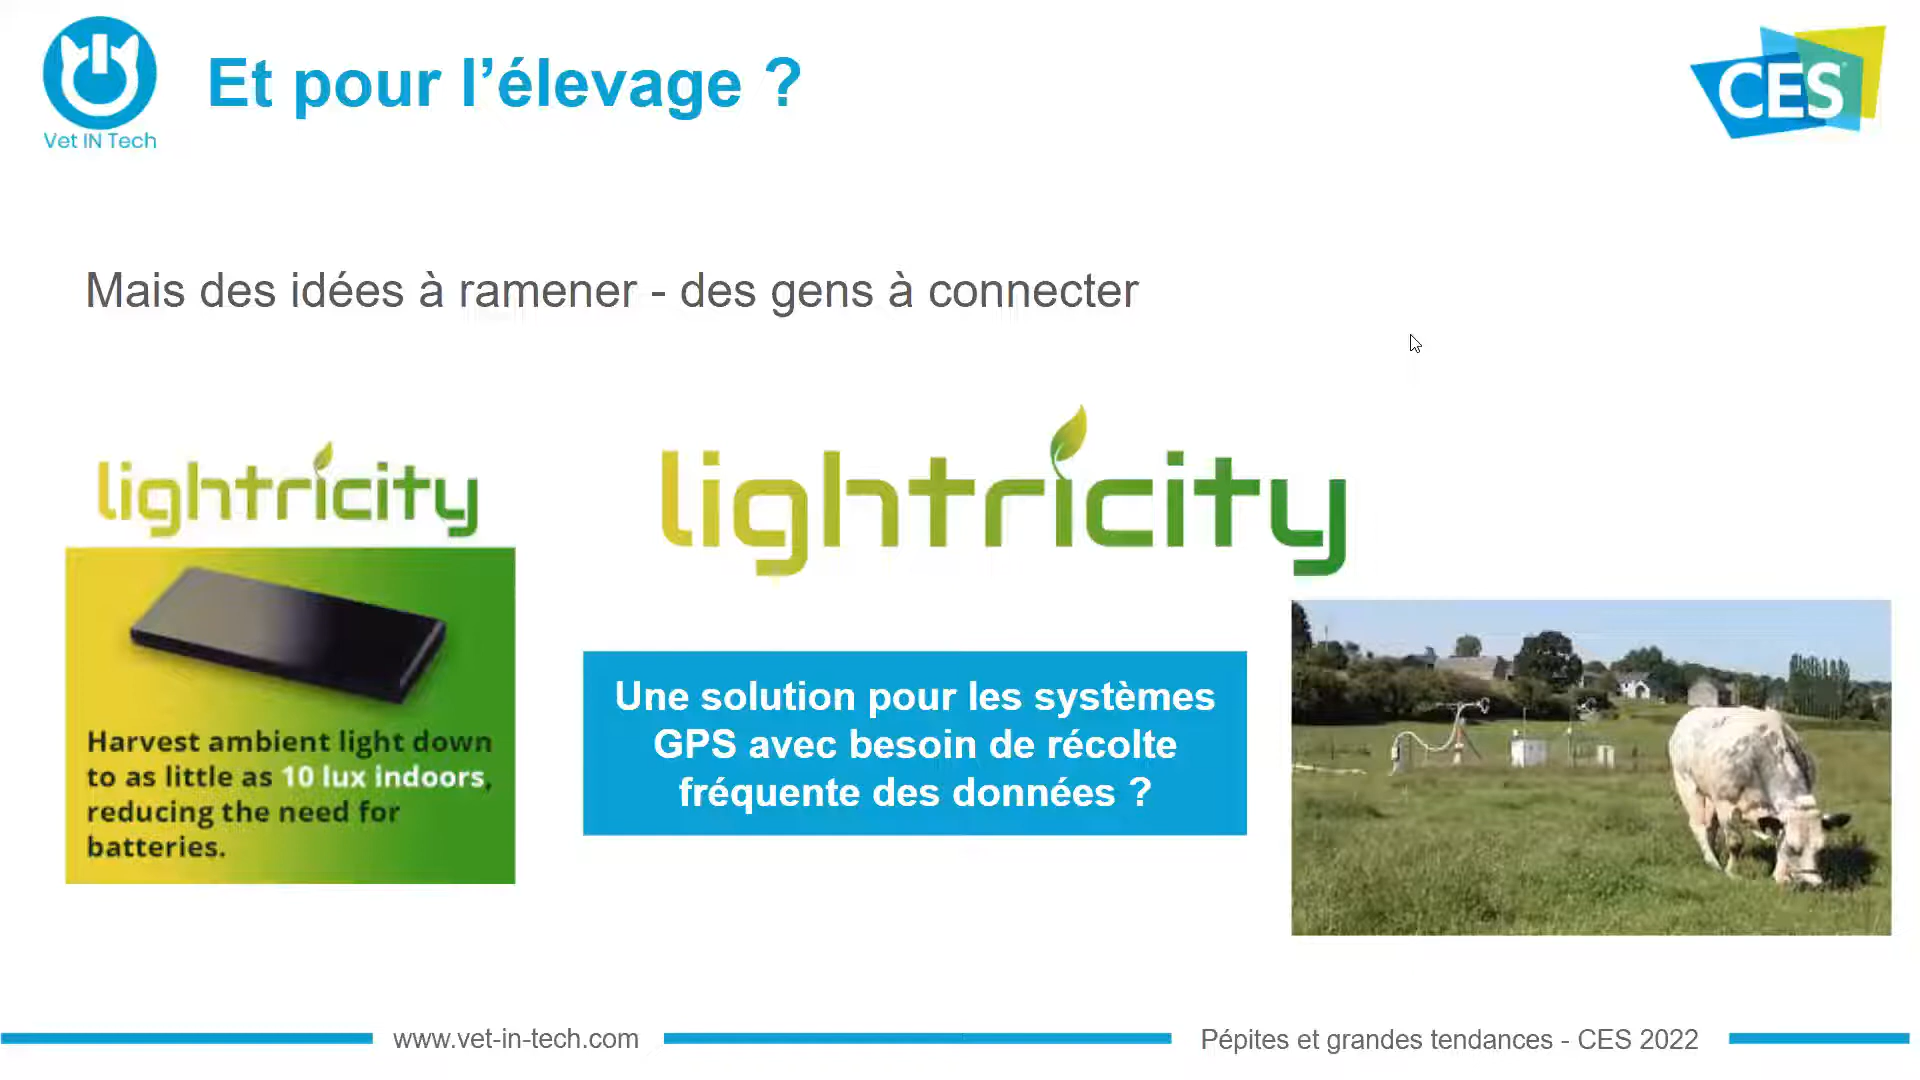 Vet IN Tech
Et pour l'élevage ?
CES
Mais des idées à ramener - des gens à connecter
lightricity
Harvest ambient light down
to as little as 10 lux indoors,
reducing the need for
batteries.
lightricity
Une solution pour les systèmes
GPS avec besoin de récolte
fréquente des données ?
www.vet-in-tech.com
Pépites et grandes tendances - CES 2022